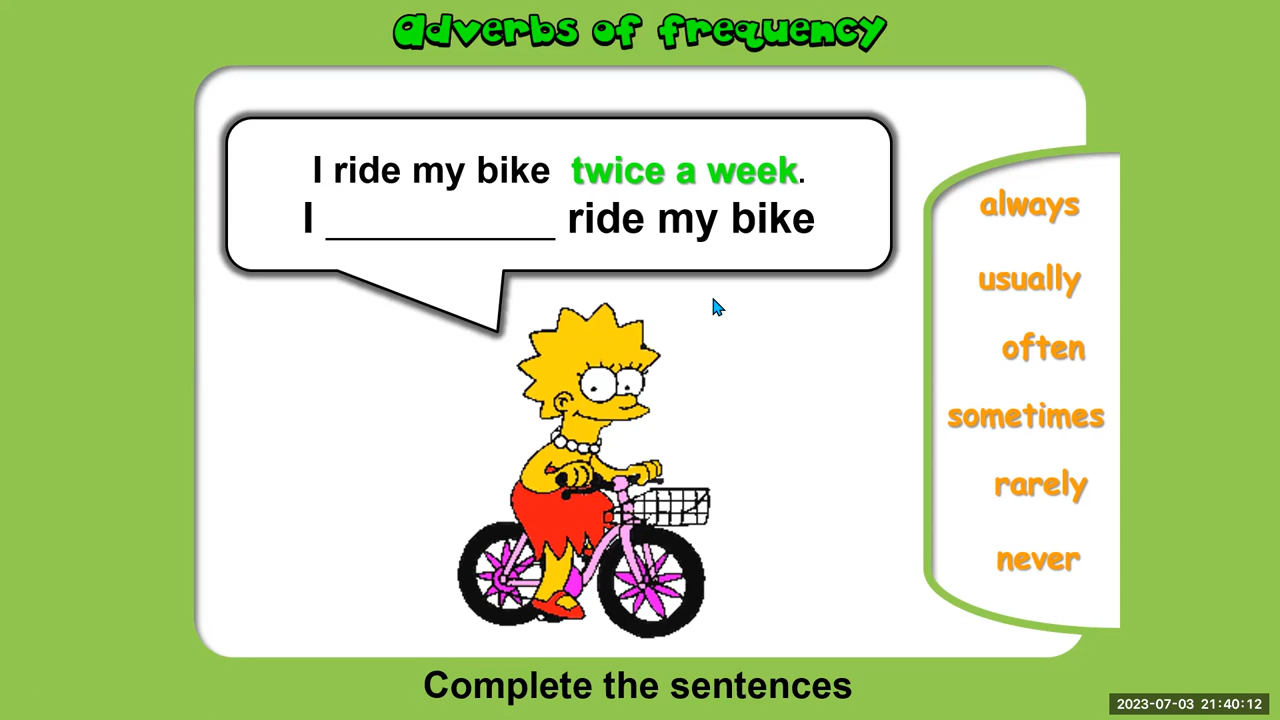 Adverbs of frequency
I ride my bike twice a week.
I __________ ride my bike
always
usually
often
sometimes
rarely
never
Complete the sentences
2023-07-03 21:40:12